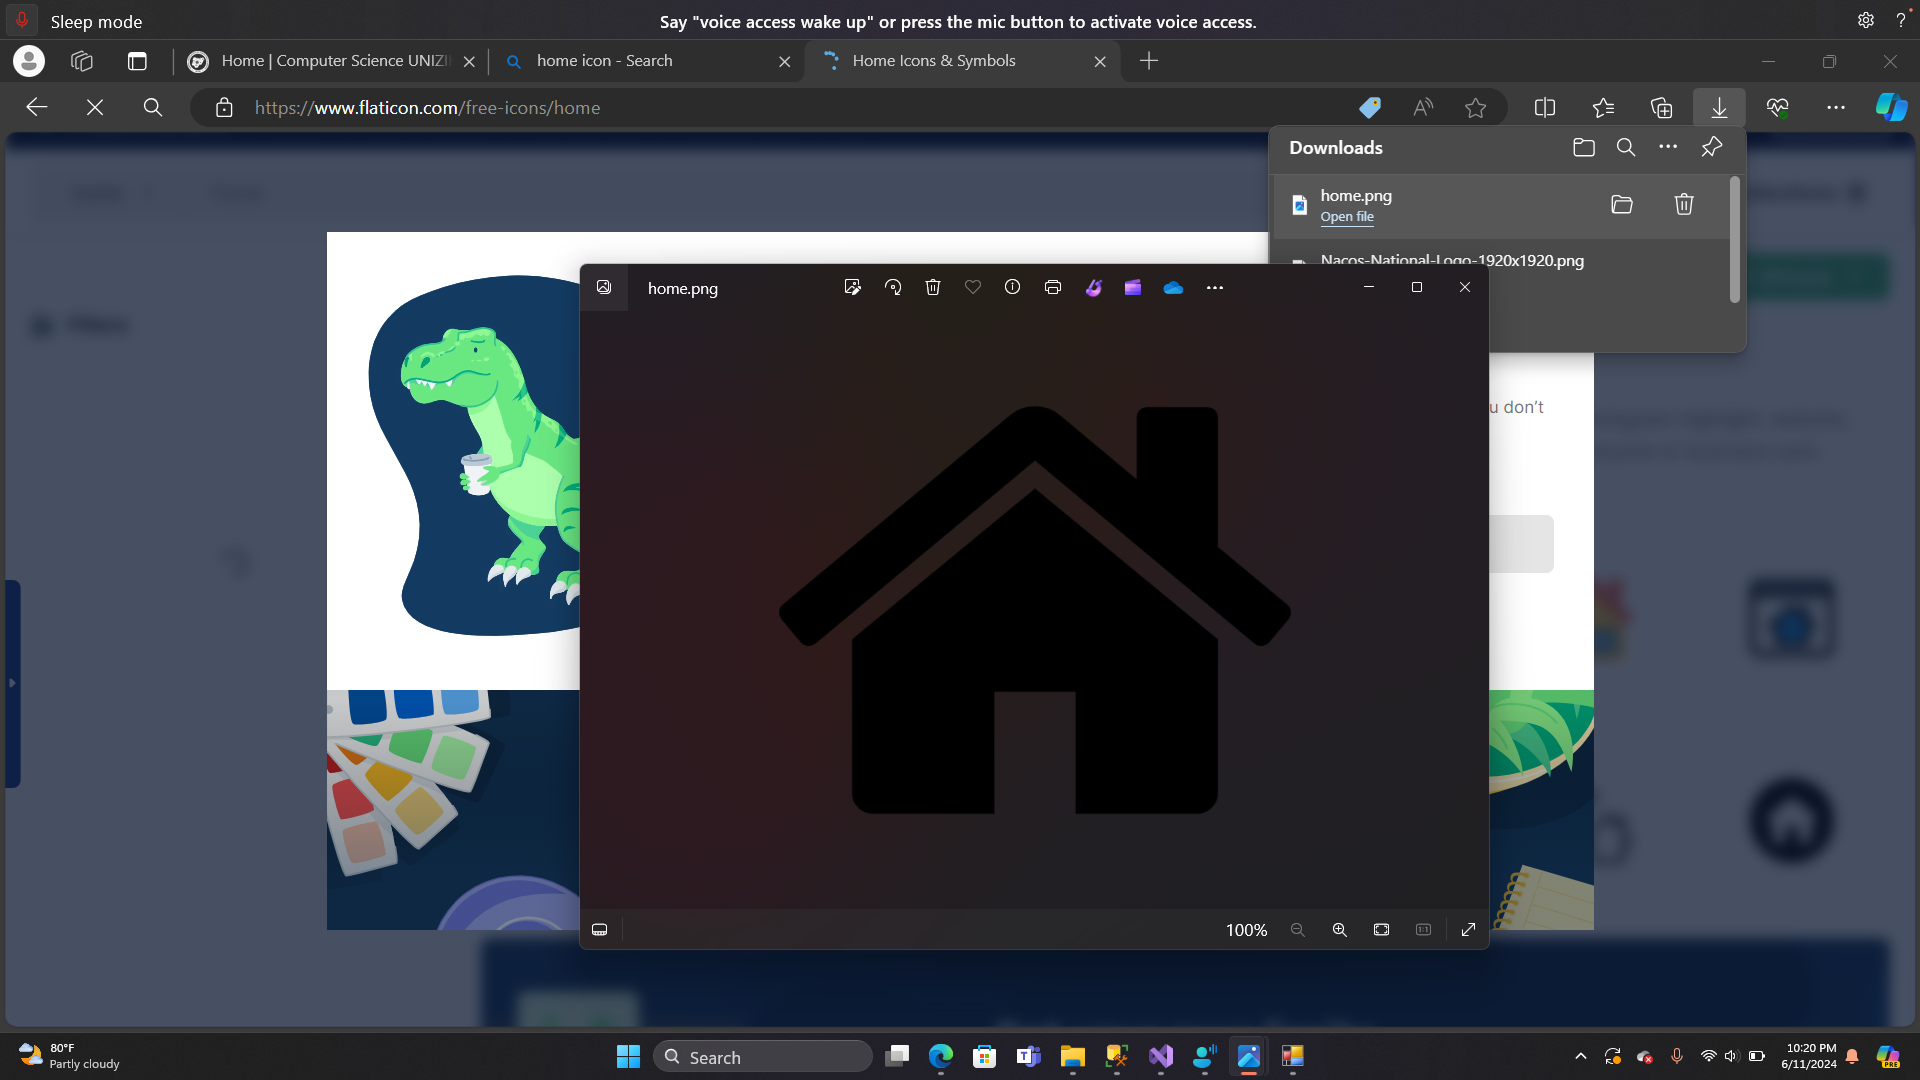 Sleep mode
Say "voice access wake up" or press the mic button to activate voice access.
Home | Computer Science UNIZI
home icon - Search
Home Icons & Symbols
https://www.flaticon.com/free-icons/home
Downloads
home.png
Open file
Nacos-National-Logo-1920x1920.png
home.png
u don't
100%
80°F
Partly cloudy
Search
10:20 PM
6/11/2024